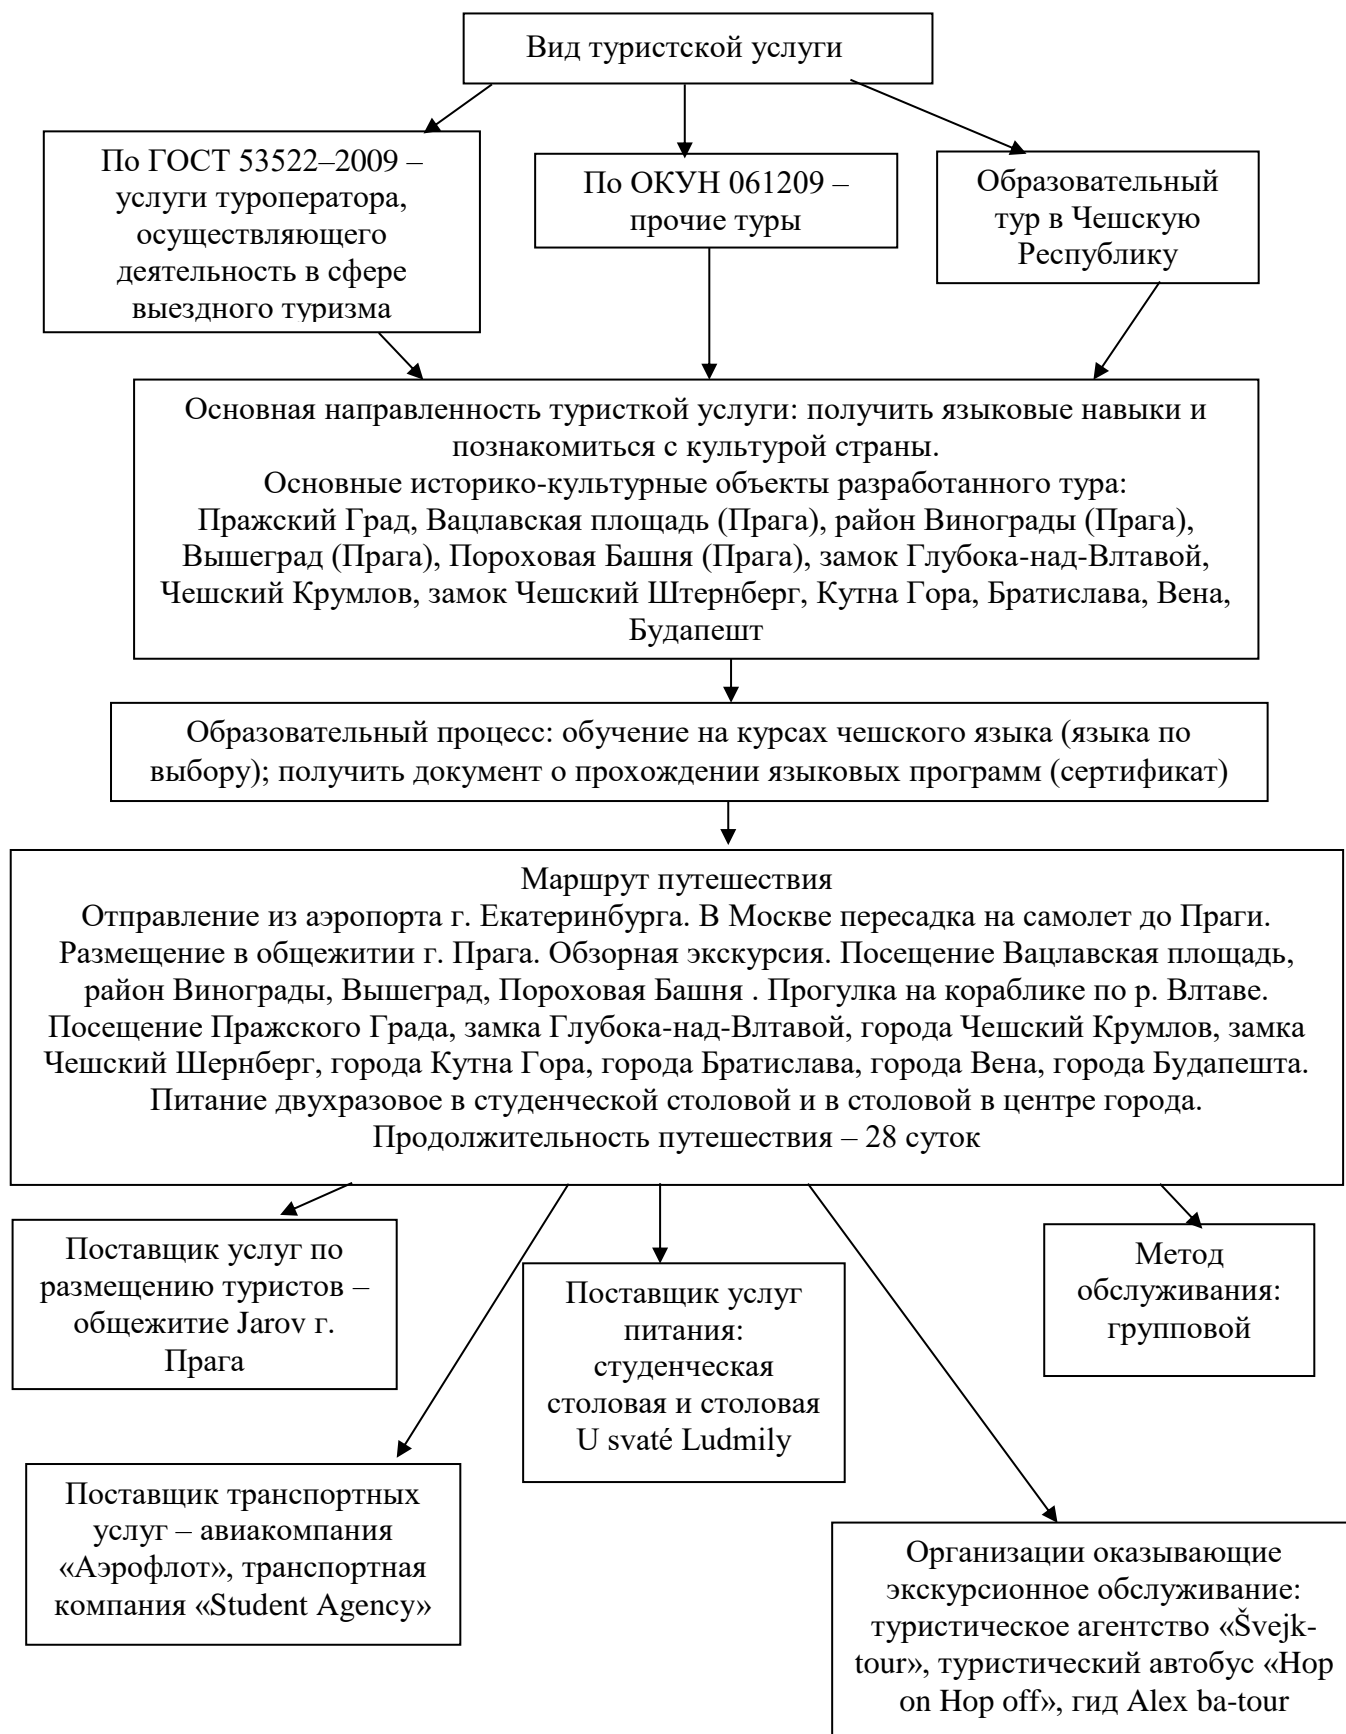 Вид туристской услуги
По ГОСТ 53522–2009 –
услуги туроператора,
осуществляющего
деятельность в сфере
выездного туризма
По ОКУН 061209 –
прочие туры
Образовательный
тур в Чешскую
Республику
Основная направленность туристкой услуги: получить языковые навыки и
познакомиться с культурой страны.
Основные историко-культурные объекты разработанного тура:
Пражский Град, Вацлавская площадь (Прага), район Винограды (Прага),
Вышеград (Прага), Пороховая Башня (Прага), замок Глубока-над-Влтавой,
Чешский Крумлов, замок Чешский Штернберг, Кутна Гора, Братислава, Вена,
Будапешт
Образовательный процесс: обучение на курсах чешского языка (языка по
выбору); получить документ о прохождении языковых программ (сертификат)
Маршрут путешествия
Отправление из аэропорта г. Екатеринбурга. В Москве пересадка на самолет до Праги.
Размещение в общежитии г. Прага. Обзорная экскурсия. Посещение Вацлавская площадь,
район Винограды, Вышеград, Пороховая Башня . Прогулка на кораблике по р. Влтаве.
Посещение Пражского Града, замка Глубока-над-Влтавой, города Чешский Крумлов, замка
Чешский Шернберг, города Кутна Гора, города Братислава, города Вена, города Будапешта.
Питание двухразовое в студенческой столовой и в столовой в центре города.
Продолжительность путешествия – 28 суток
Поставщик услуг по
размещению туристов –
общежитие Jarov г.
Прага
Поставщик услуг
питания:
студенческая
столовая и столовая
U svaté Ludmily
Метод
обслуживания:
групповой
Поставщик транспортных
услуг – авиакомпания
«Аэрофлот», транспортная
компания «Student Agency»
Организации оказывающие
экскурсионное обслуживание:
туристическое агентство «Švejk-
tour», туристический автобус «Hop
on Hop off», гид Alex ba-tour